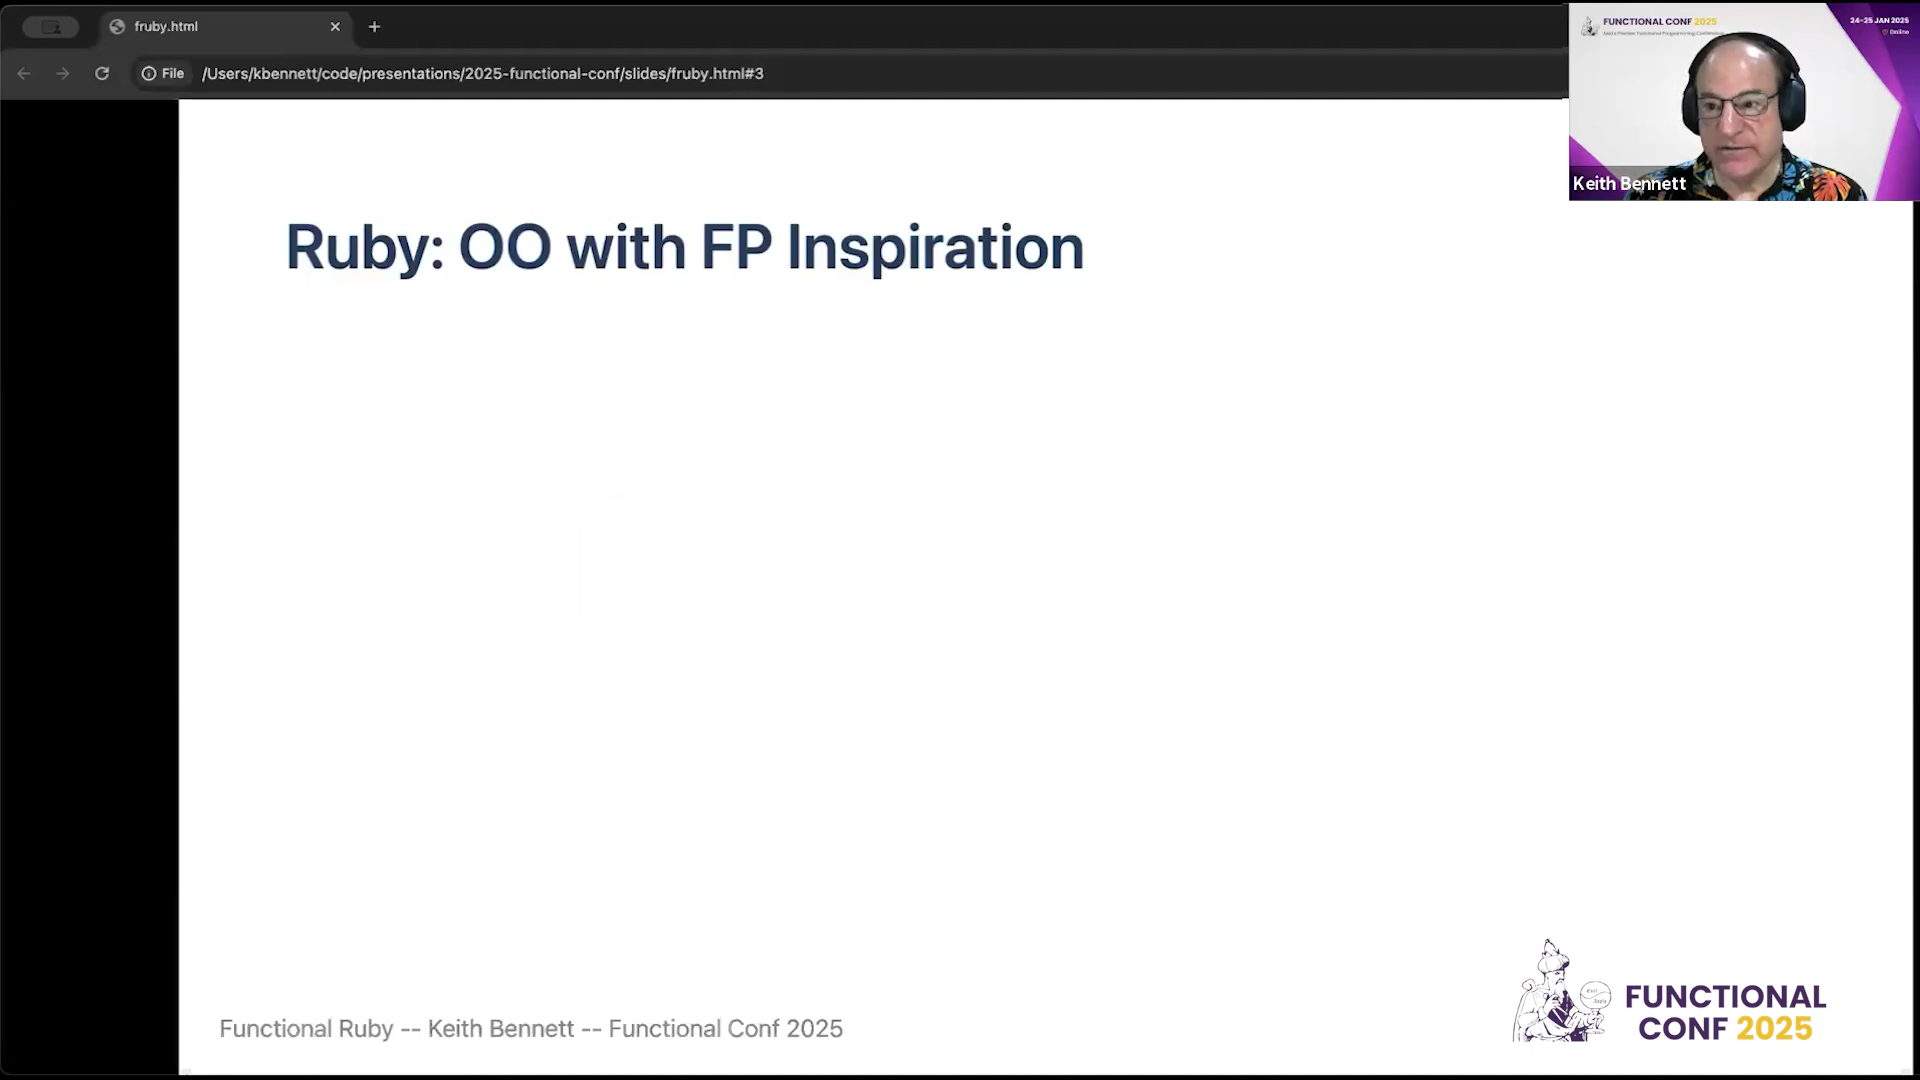 fruby.html
File
/Users/kbennett/code/presentations/2025-functional-conf/slides/fruby.html#3
FUNCTIONAL CONF 2025
24-25 JAN 2025
Online
Keith Bennett
Ruby: OO with FP Inspiration
Functional Ruby -- Keith Bennett -- Functional Conf 2025
FUNCTIONAL
CONF 2025